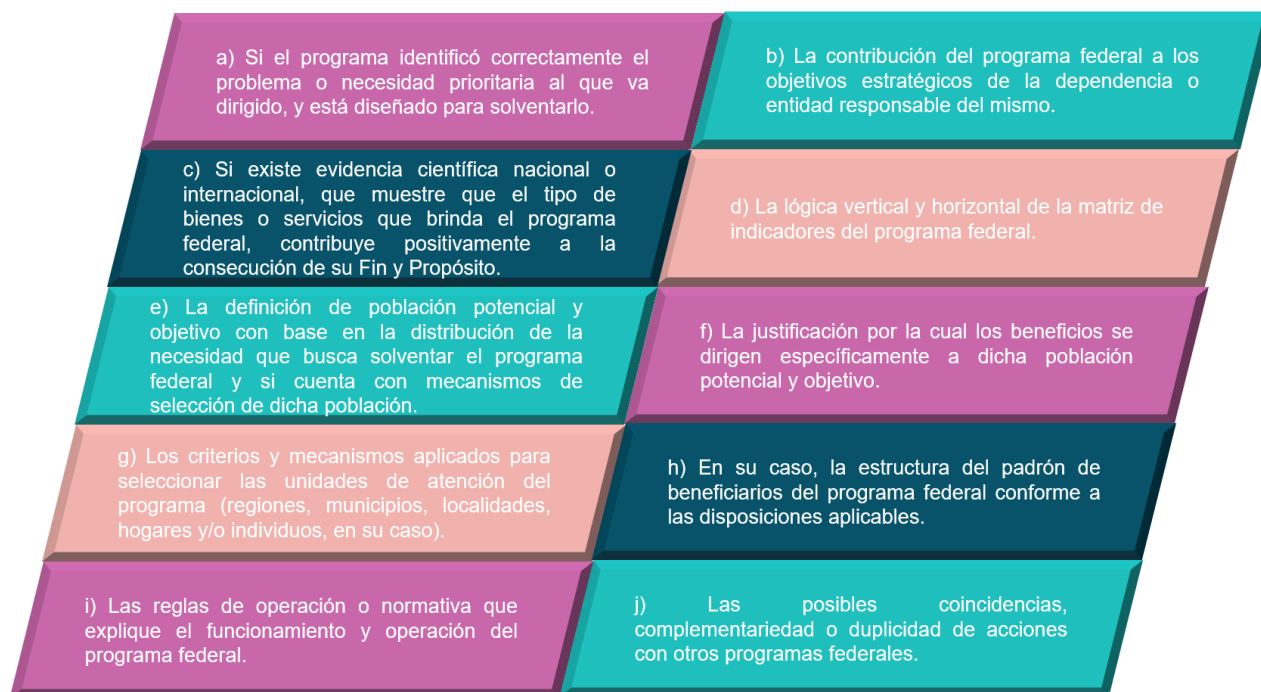 a) Si el programa identificó correctamente el
problema o necesidad prioritaria al que va
dirigido, y está diseñado para solventarlo.
b) La contribución del programa federal a los
objetivos estratégicos de la dependencia o
entidad responsable del mismo.
c) Si existe evidencia científica nacional o
internacional, que muestre que el tipo de
bienes o servicios que brinda el programa
federal, contribuye positivamente a la
consecución de su Fin y Propósito.
d) La lógica vertical y horizontal de la matriz de
indicadores del programa federal.
e) La definición de población potencial y
objetivo con base en la distribución de la
necesidad que busca solventar el programa
federal y si cuenta con mecanismos de
selección de dicha población.
f) La justificación por la cual los beneficios se
dirigen específicamente a dicha población
potencial y objetivo.
g) Los criterios y mecanismos aplicados para
seleccionar las unidades de atención del
programa (regiones, municipios, localidades,
hogares y/o individuos, en su caso).
h) En su caso, la estructura del padrón de
beneficiarios del programa federal conforme a
las disposiciones aplicables.
i) Las reglas de operación o normativa que
explique el funcionamiento y operación del
programa federal.
j) Las posibles coincidencias,
complementariedad o duplicidad de acciones
con otros programas federales.